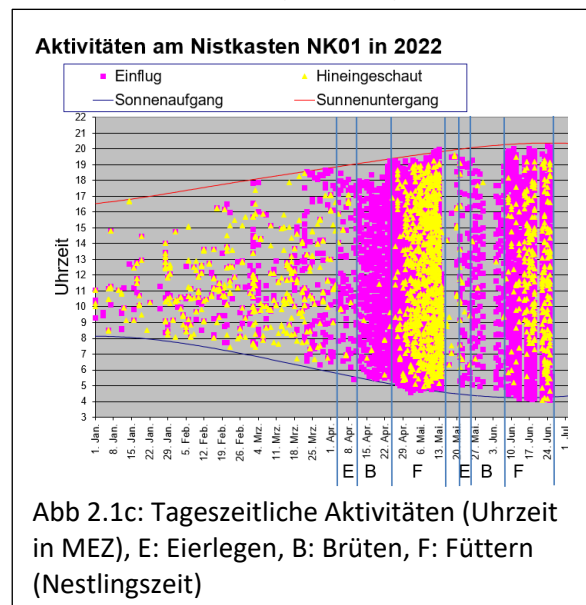 Aktivitäten am Nistkasten NK01 in 2022
Einflug Hineingeschaut
Sonnenaufgang Sunnenuntergang
22
21
20
19
18
17
16
15
14
13
12
11
10
9
8
7
6
5
4
3
Uhrzeit
1. Jan.
8. Jan.
15. Jan.
22. Jan.
29. Jan.
5. Feb.
12. Feb.
19. Feb.
26. Feb.
4. Mrz.
11. Mrz.
18. Mrz.
25. Mrz.
1. Apr.
8. Apr.
15. Apr.
22. Apr.
29. Apr.
6. Mai.
13. Mai.
20. Mai.
27. Mai.
3. Jun.
10. Jun.
17. Jun.
24. Jun.
1. Jul
E B F E B F
Abb 2.1c: Tageszeitliche Aktivitäten (Uhrzeit
in MEZ), E: Eierlegen, B: Brüten, F: Füttern
(Nestlingszeit)